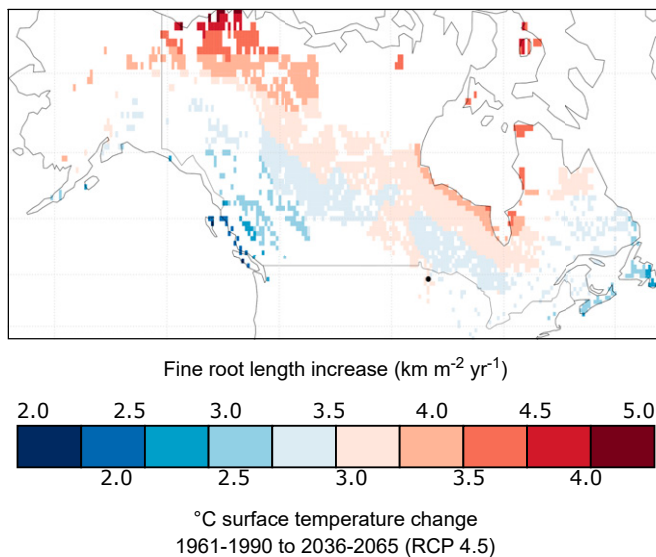 Fine root length increase (km m⁻² yr⁻¹)
2.0 2.5 3.0 3.5 4.0 4.5 5.0
2.0 2.5 3.0 3.5 4.0
°C surface temperature change
1961-1990 to 2036-2065 (RCP 4.5)